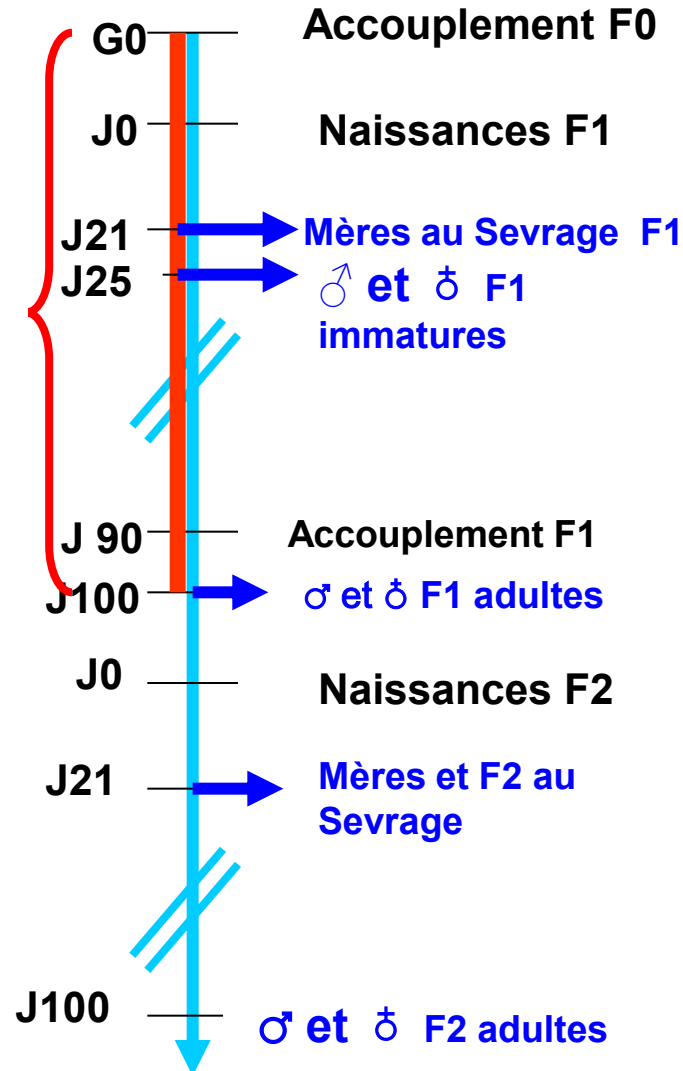 G0 Accouplement F0
J0 Naissances F1
J21 Mères au Sevrage F1
J25 ♂ et ♁ F1
immatures
J 90 Accouplement F1
J100 ♂ et ♁ F1 adultes
J0 Naissances F2
J21 Mères et F2 au
Sevrage
J100 ♂ et ♁ F2 adultes